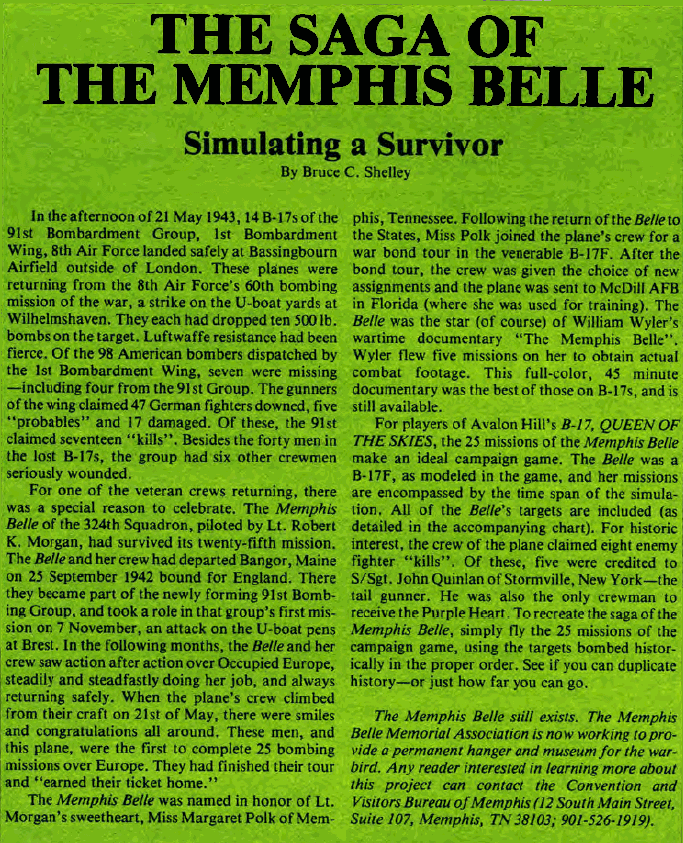 THE SAGA OF
THE MEMPHIS BELLE
Simulating a Survivor
By Bruce C. Shelley
In the afternoon of 21 May 1943, 14 B-17s of the
91st Bombardment Group, 1st Bombardment
Wing, 8th Air Force landed safely at Bassingbourn
Airfield outside of London. These planes were
returning from the 8th Air Force's 60th bombing
mission of the war, a strike on the U-boat yards at
Wilhelmshaven. They each had dropped ten 500 lb.
bombs on the target. Luftwaffe resistance had been
fierce. Of the 98 American bombers dispatched by
the 1st Bombardment Wing, seven were missing
—including four from the 91st Group. The gunners
of the wing claimed 47 German fighters downed, five
"probables" and 17 damaged. Of these, the 91st
claimed seventeen "kills". Besides the forty men in
the lost B-17s, the group had six other crewmen
seriously wounded.
For one of the veteran crews returning, there
was a special reason to celebrate. The Memphis
Belle of the 324th Squadron, piloted by Lt. Robert
K. Morgan, had survived its twenty-fifth mission.
The Belle and her crew had departed Bangor, Maine
on 25 September 1942 bound for England. There
they became part of the newly forming 91st Bomb-
ing Group, and took a role in that group's first mis-
sion on 7 November, an attack on the U-boat pens
at Brest. In the following months, the Belle and her
crew saw action after action over Occupied Europe,
steadily and steadfastly doing her job, and always
returning safely. When the plane's crew climbed
from their craft on 21st of May, there were smiles
and congratulations all around. These men, and
this plane, were the first to complete 25 bombing
missions over Europe. They had finished their tour
and "earned their ticket home."
The Memphis Belle was named in honor of Lt.
Morgan's sweetheart, Miss Margaret Polk of Mem-
phis, Tennessee. Following the return of the Belle to
the States, Miss Polk joined the plane's crew for a
war bond tour in the venerable B-17F. After the
bond tour, the crew was given the choice of new
assignments and the plane was sent to McDill AFB
in Florida (where she was used for training). The
Belle was the star (of course) of William Wyler's
wartime documentary "The Memphis Belle".
Wyler flew five missions on her to obtain actual
combat footage. This full-color, 45 minute
documentary was the best of those on B-17s, and is
still available.
For players of Avalon Hill's B-17, QUEEN OF
THE SKIES, the 25 missions of the Memphis Belle
make an ideal campaign game. The Belle was a
B-17F, as modeled in the game, and her missions
are encompassed by the time span of the simula-
tion. All of the Belle's targets are included (as
detailed in the accompanying chart). For historic
interest, the crew of the plane claimed eight enemy
fighter "kills". Of these, five were credited to
S/Sgt. John Quinlan of Stormville, New York—the
tail gunner. He was also the only crewman to
receive the Purple Heart. To recreate the saga of the
Memphis Belle, simply fly the 25 missions of the
campaign game, using the targets bombed histor-
ically in the proper order. See if you can duplicate
history—or just how far you can go.
The Memphis Belle still exists. The Memphis
Belle Memorial Association is now working to pro-
vide a permanent hanger and museum for the war-
bird. Any reader interested in learning more about
this project can contact the Convention and
Visitors Bureau of Memphis (12 South Main Street,
Suite 107, Memphis, TN 38103; 901-526-1919).